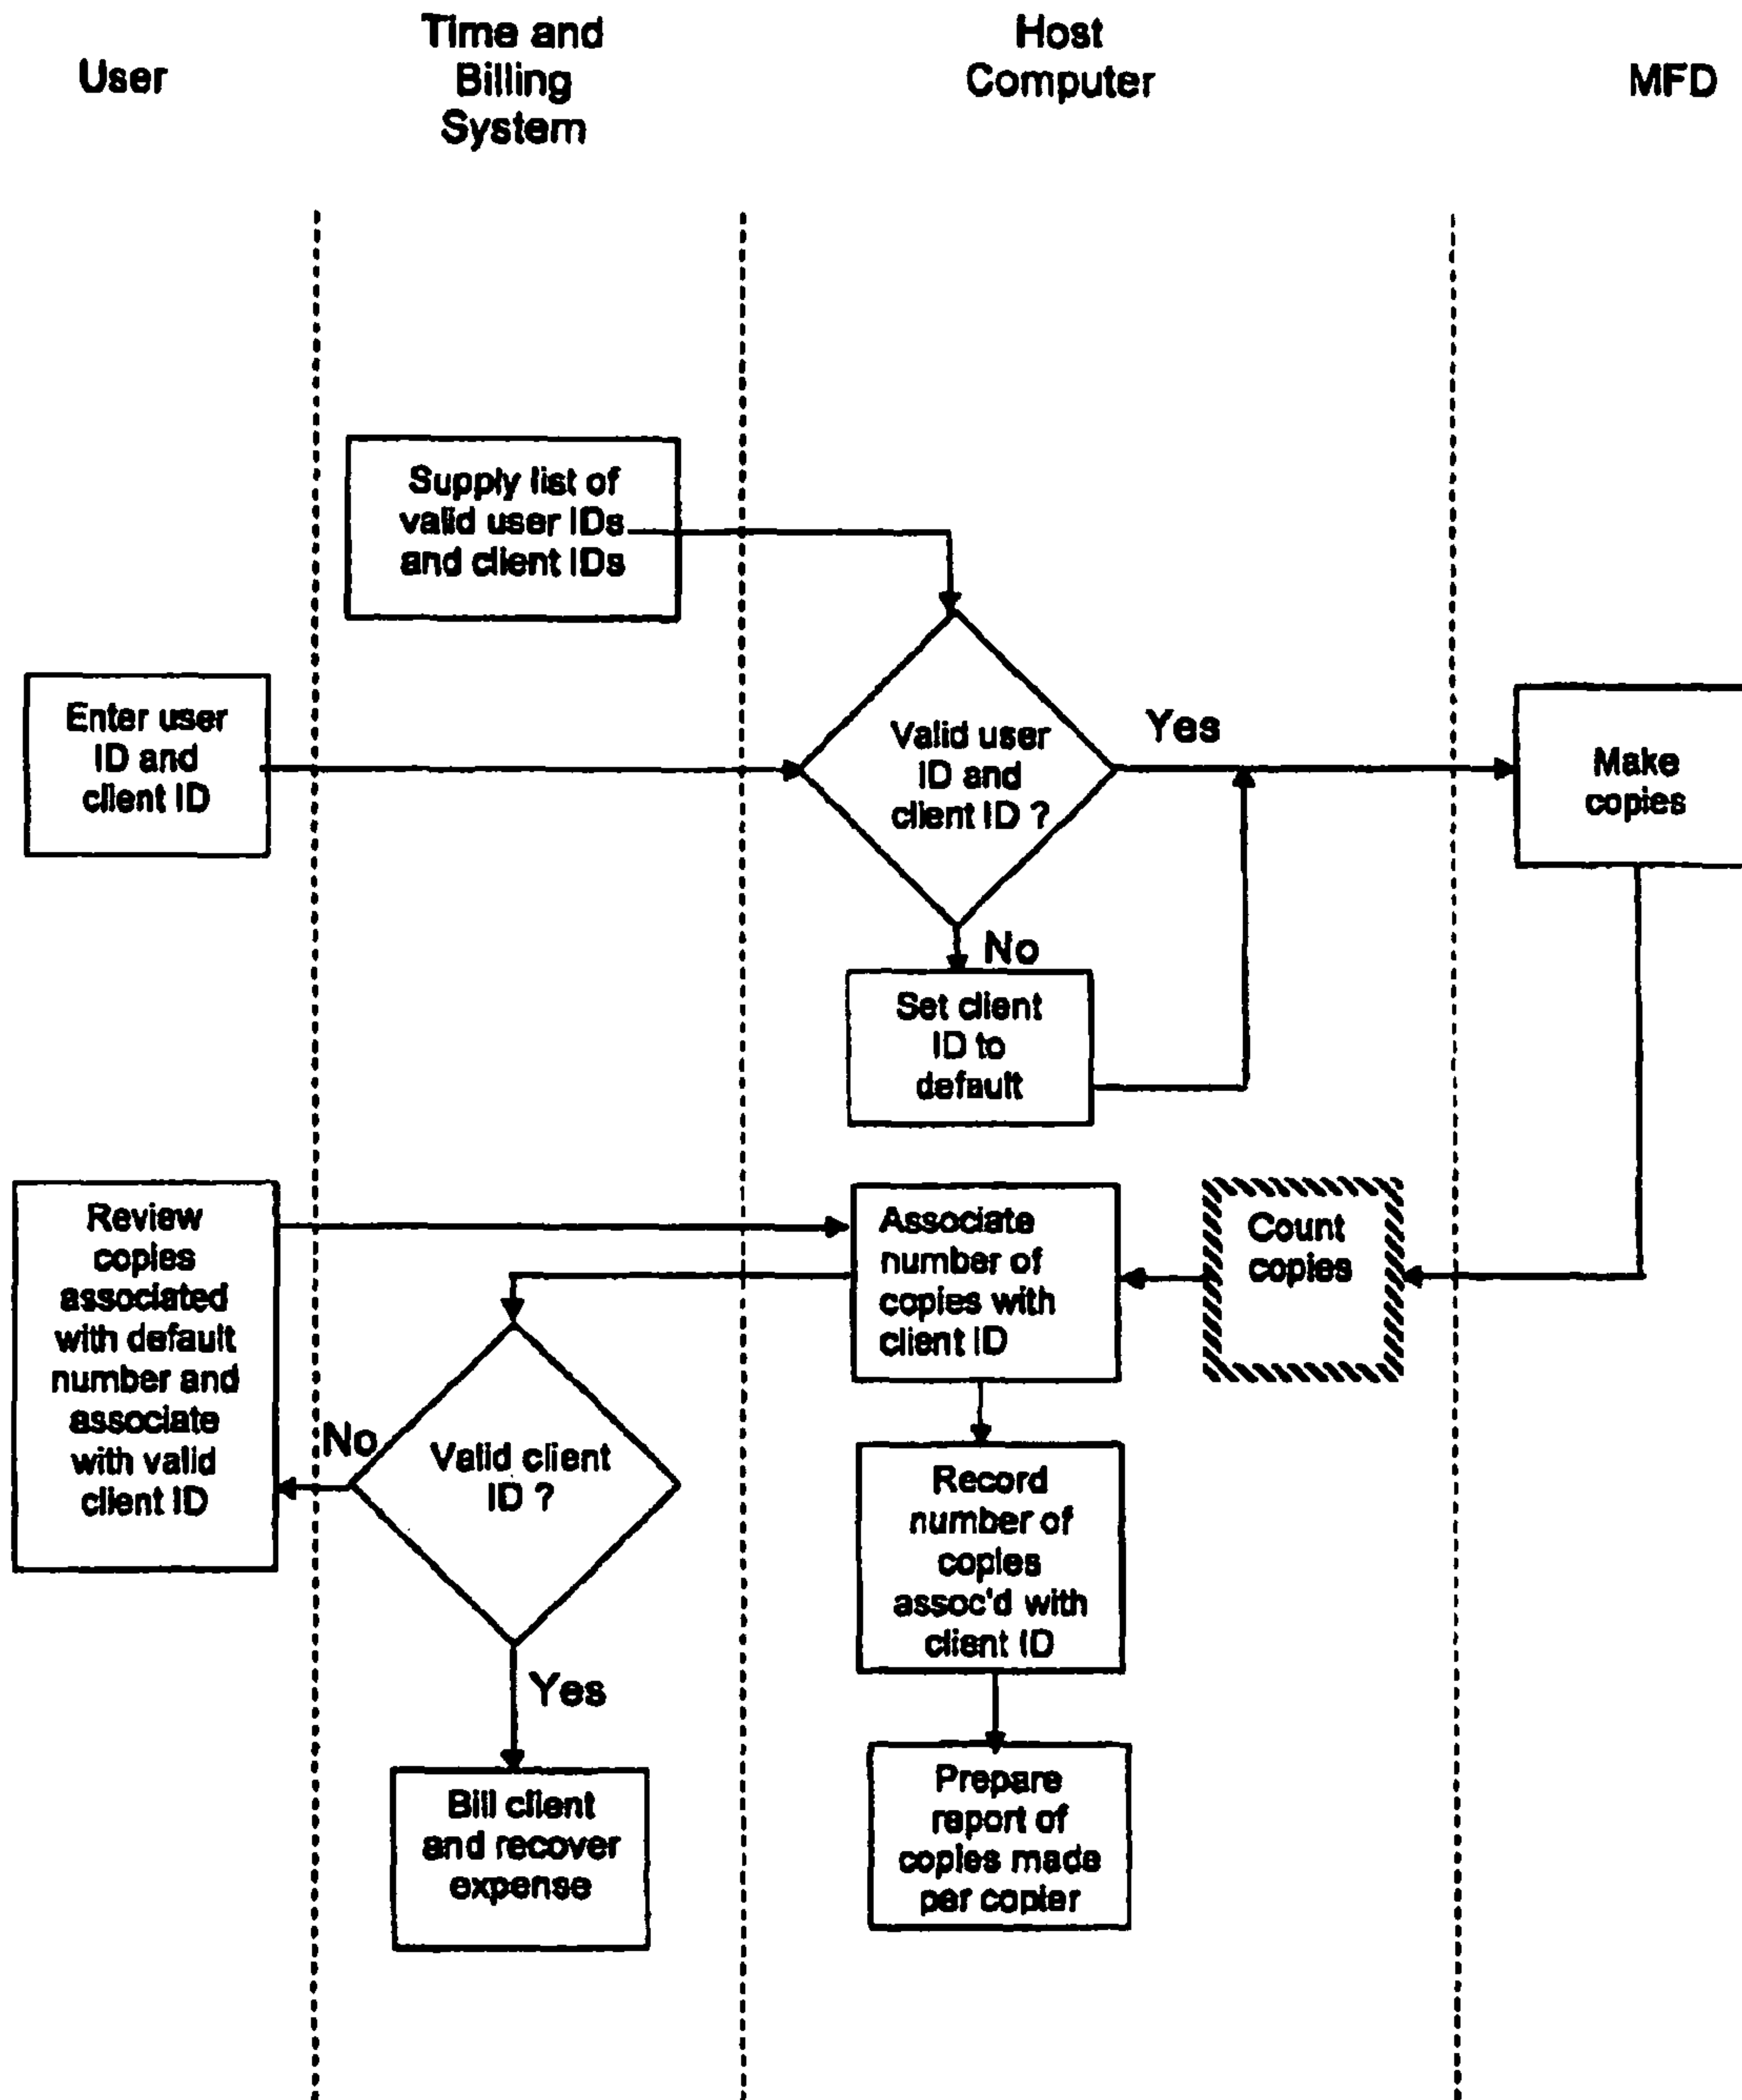 User
Time and
Billing
System
Host
Computer
MFD
Supply list of
valid user IDs
and client IDs
Enter user
ID and
client ID
Valid user
ID and
client ID ?
Yes
Make
copies
No
Set client
ID to
default
Review
copies
associated
with default
number and
associate
with valid
client ID
Associate
number of
copies with
client ID
Count
copies
No
Valid client
ID ?
Record
number of
copies
assoc'd with
client ID
Yes
Bill client
and recover
expense
Prepare
report of
copies made
per copier